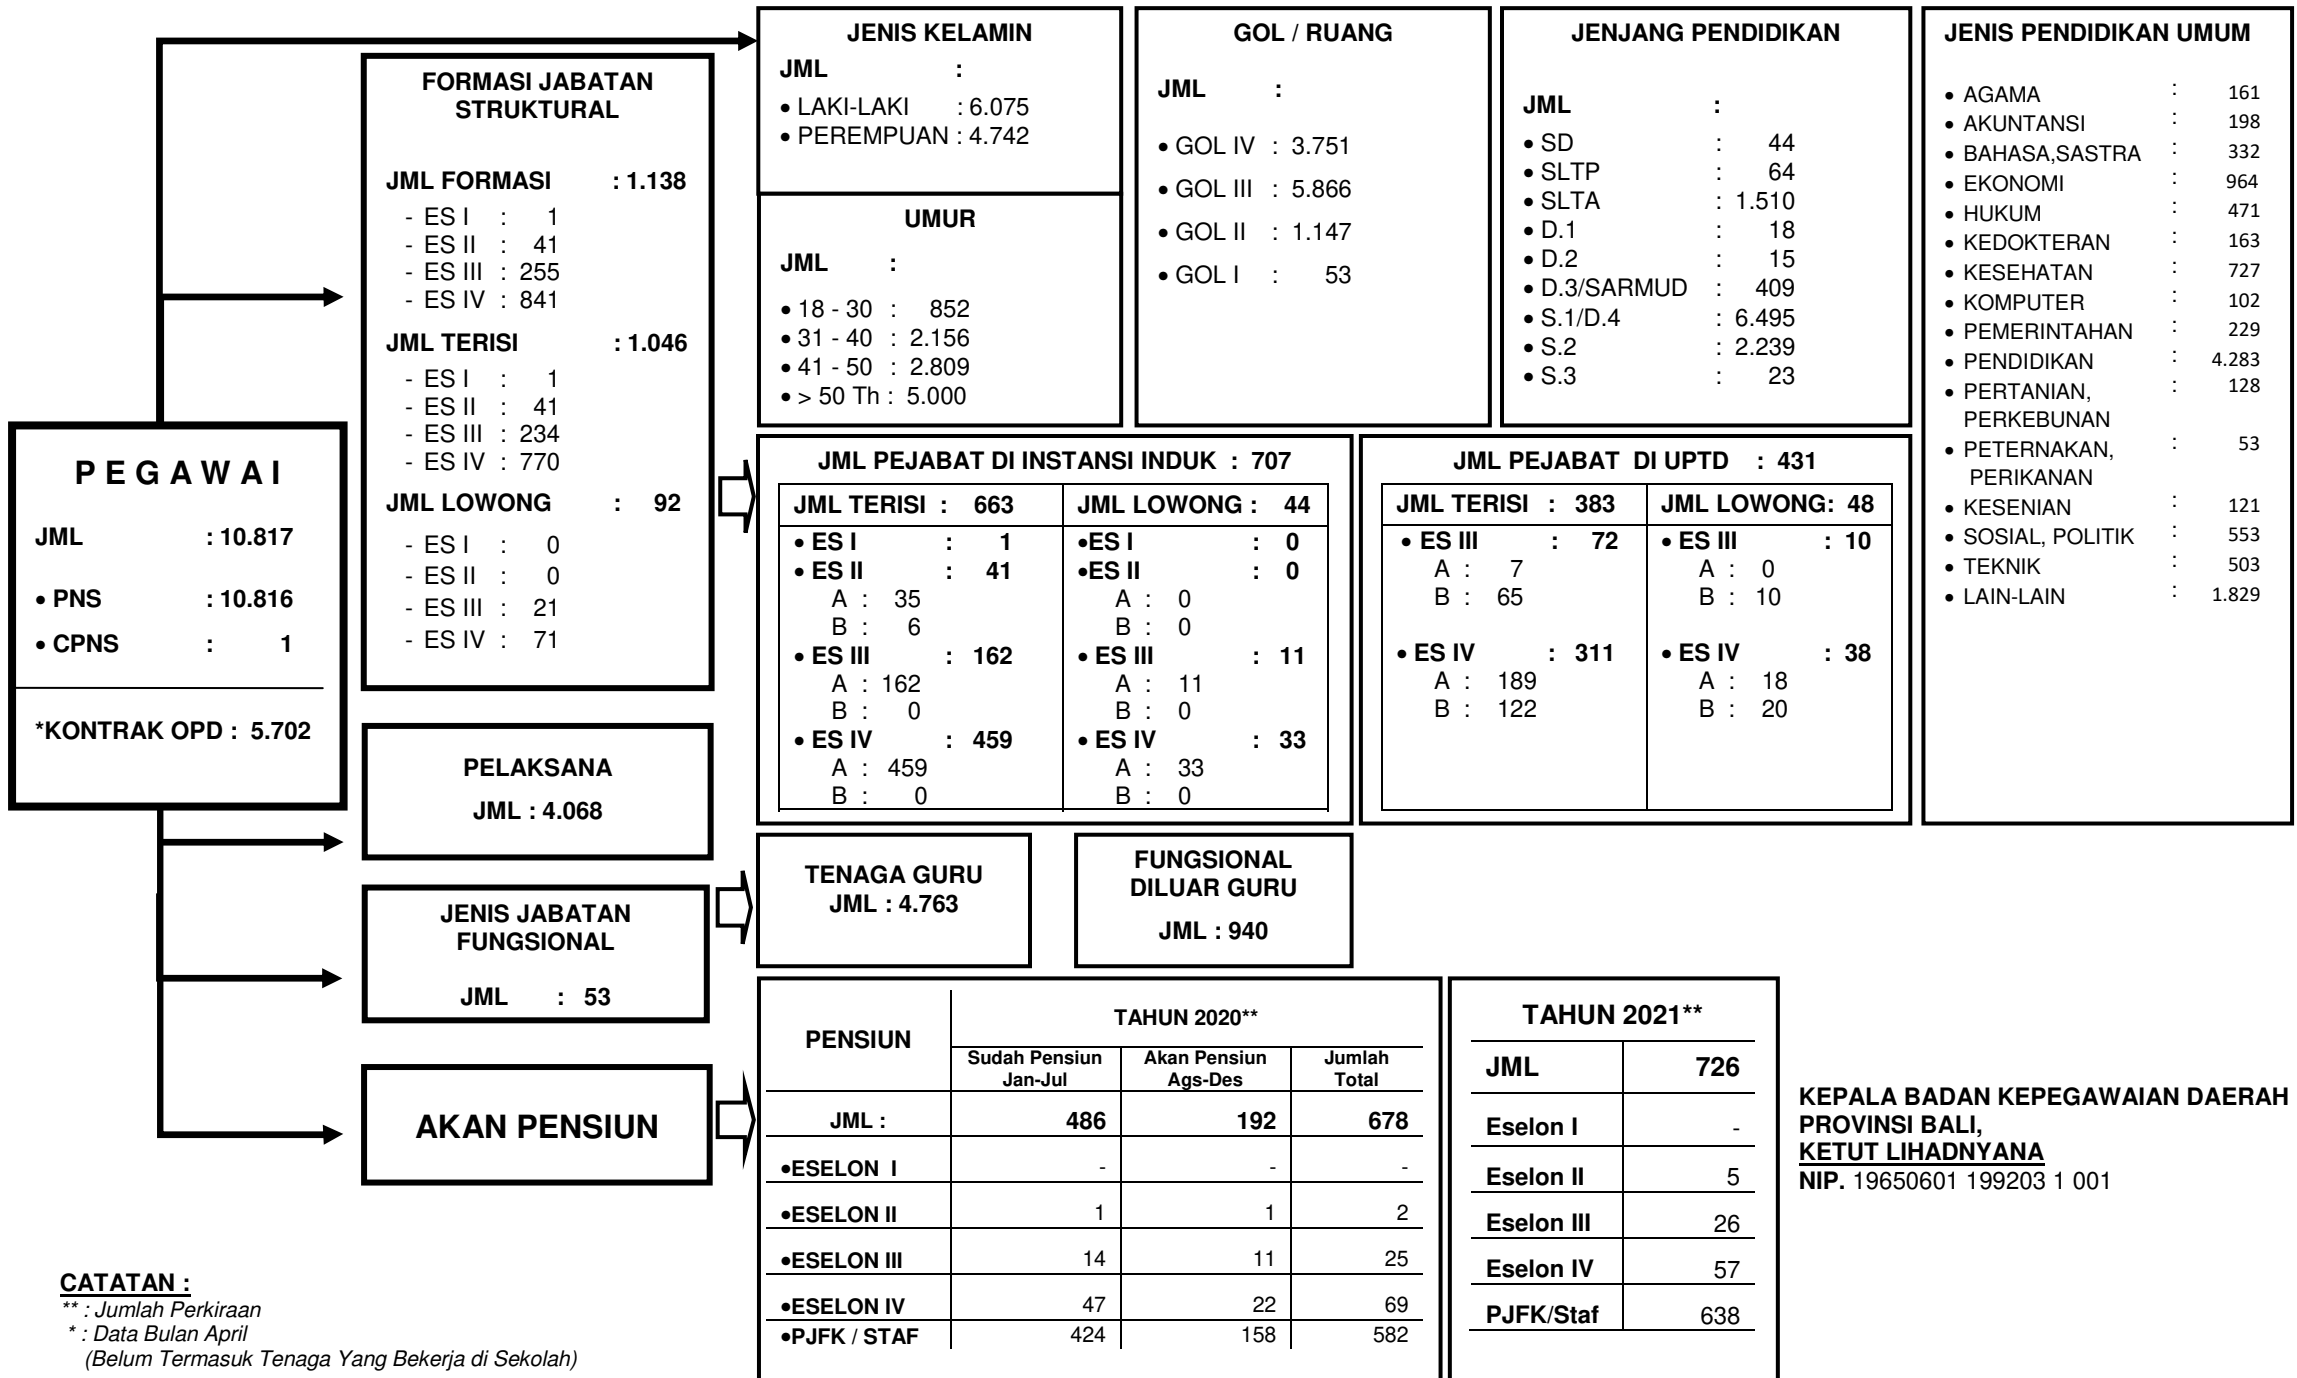 PEGAWAI
JML : 10.817
• PNS : 10.816
• CPNS : 1
*KONTRAK OPD : 5.702
FORMASI JABATAN
STRUKTURAL
JML FORMASI : 1.138
- ES I : 1
- ES II : 41
- ES III : 255
- ES IV : 841
JML TERISI : 1.046
- ES I : 1
- ES II : 41
- ES III : 234
- ES IV : 770
JML LOWONG : 92
- ES I : 0
- ES II : 0
- ES III : 21
- ES IV : 71
PELAKSANA
JML : 4.068
JENIS JABATAN
FUNGSIONAL
JML : 53
AKAN PENSIUN
JENIS KELAMIN
JML :
• LAKI-LAKI : 6.075
• PEREMPUAN : 4.742
UMUR
JML :
• 18 - 30 : 852
• 31 - 40 : 2.156
• 41 - 50 : 2.809
• > 50 Th : 5.000
GOL / RUANG
JML :
• GOL IV : 3.751
• GOL III : 5.866
• GOL II : 1.147
• GOL I : 53
JENJANG PENDIDIKAN
JML :
• SD : 44
• SLTP : 64
• SLTA : 1.510
• D.1 : 18
• D.2 : 15
• D.3/SARMUD : 409
• S.1/D.4 : 6.495
• S.2 : 2.239
• S.3 : 23
JENIS PENDIDIKAN UMUM
• AGAMA : 161
• AKUNTANSI : 198
• BAHASA,SASTRA : 332
• EKONOMI : 964
• HUKUM : 471
• KEDOKTERAN : 163
• KESEHATAN : 727
• KOMPUTER : 102
• PEMERINTAHAN : 229
• PENDIDIKAN : 4.283
• PERTANIAN, : 128
PERKEBUNAN
• PETERNAKAN, : 53
PERIKANAN
• KESENIAN : 121
• SOSIAL, POLITIK : 553
• TEKNIK : 503
• LAIN-LAIN : 1.829
JML PEJABAT DI INSTANSI INDUK : 707
JML TERISI : 663
• ES I : 1
• ES II : 41
A : 35
B : 6
• ES III : 162
A : 162
B : 0
• ES IV : 459
A : 459
B : 0
JML LOWONG : 44
•ES I : 0
•ES II : 0
A : 0
B : 0
• ES III : 11
A : 11
B : 0
• ES IV : 33
A : 33
B : 0
JML PEJABAT DI UPTD : 431
JML TERISI : 383
• ES III : 72
A : 7
B : 65
• ES IV : 311
A : 189
B : 122
JML LOWONG: 48
• ES III : 10
A : 0
B : 10
• ES IV : 38
A : 18
B : 20
TENAGA GURU
JML : 4.763
FUNGSIONAL
DILUAR GURU
JML : 940
PENSIUN TAHUN 2020**
Sudah Pensiun Akan Pensiun Jumlah
Jan-Jul Ags-Des Total
JML : 486 192 678
•ESELON I - - -
•ESELON II 1 1 2
•ESELON III 14 11 25
•ESELON IV 47 22 69
•PJFK / STAF 424 158 582
TAHUN 2021**
JML 726
Eselon I -
Eselon II 5
Eselon III 26
Eselon IV 57
PJFK/Staf 638
KEPALA BADAN KEPEGAWAIAN DAERAH
PROVINSI BALI,
KETUT LIHADNYANA
NIP. 19650601 199203 1 001
CATATAN :
** : Jumlah Perkiraan
* : Data Bulan April
(Belum Termasuk Tenaga Yang Bekerja di Sekolah)